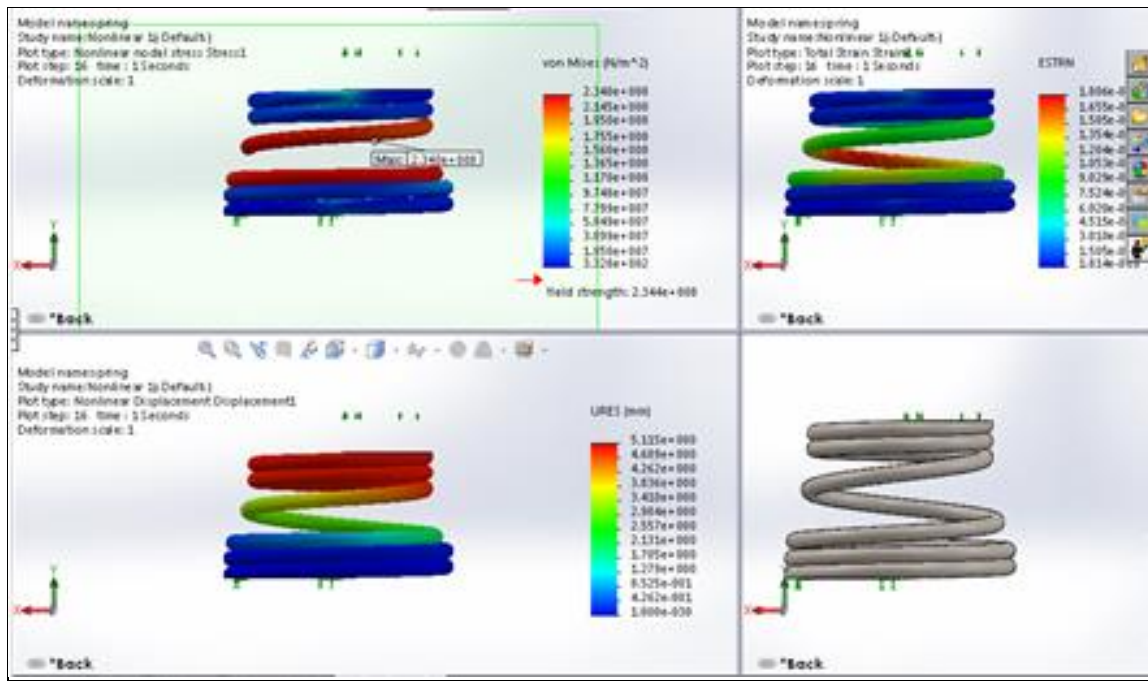 Model name:spring
Study name:Nonlinear 1(-Default-)
Plot type: Nonlinear nodal stress Stress1
Plot step: 16 time : 1 Seconds
Deformation scale: 1
von Mises (N/m^2)
2.340e+008
2.145e+008
1.950e+008
1.755e+008
1.560e+008
1.365e+008
1.170e+008
9.748e+007
7.799e+007
5.849e+007
3.899e+007
1.950e+007
Yield strength: 2.344e+008
Y
X
*Back
Model name:spring
Study name:Nonlinear 1(-Default-)
Plot type: Total Strain
Plot step: 16 time : 1 Seconds
Deformation scale: 1
ESTRN
Y
X
*Back
Model name:spring
Study name:Nonlinear 1(-Default-)
Plot type: Nonlinear Displacement Displacement1
Plot step: 16 time : 1 Seconds
Deformation scale: 1
URES (mm)
5.115e+000
4.689e+000
4.262e+000
3.836e+000
3.410e+000
2.984e+000
2.557e+000
2.131e+000
1.705e+000
1.279e+000
8.525e-001
4.262e-001
1.000e-030
Y
X
*Back
Y
X
*Back